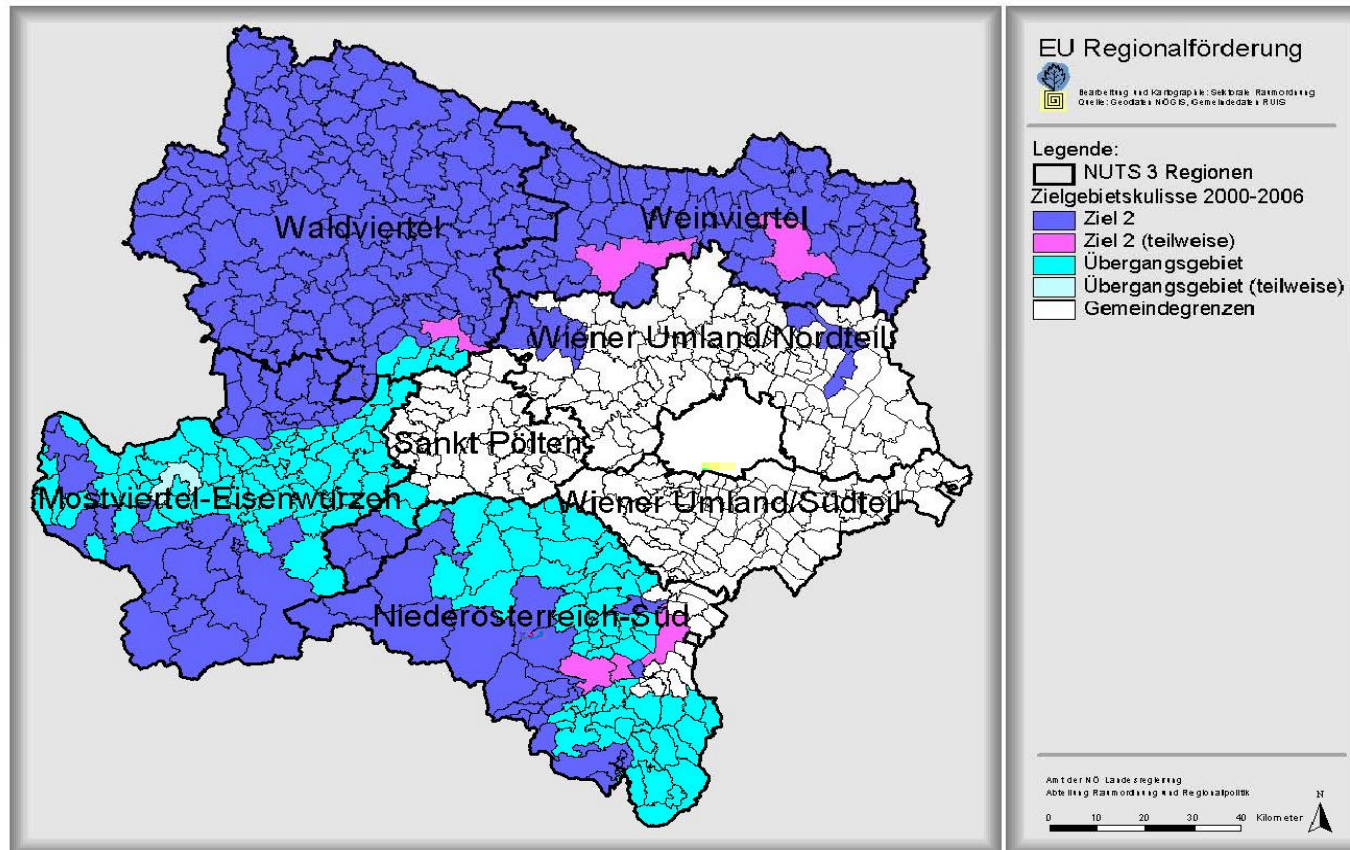 Waldviertel
Weinviertel
Wiener Umland/Nordteil
Sankt Pölten
Mostviertel-Eisenwurzen
Wiener Umland/Südteil
Niederösterreich-Süd
EU Regionalförderung
Bearbeitung und Kartographie: Sektorale Raumordnung
Quelle: Geodaten NÖGIS, Gemeindedaten RUIS
Legende:
NUTS 3 Regionen
Zielgebietskulisse 2000-2006
Ziel 2
Ziel 2 (teilweise)
Übergangsgebiet
Übergangsgebiet (teilweise)
Gemeindegrenzen
Amt der NÖ Landesregierung
Abteilung Raumordnung und Regionalpolitik
N
0 10 20 30 40 Kilometer